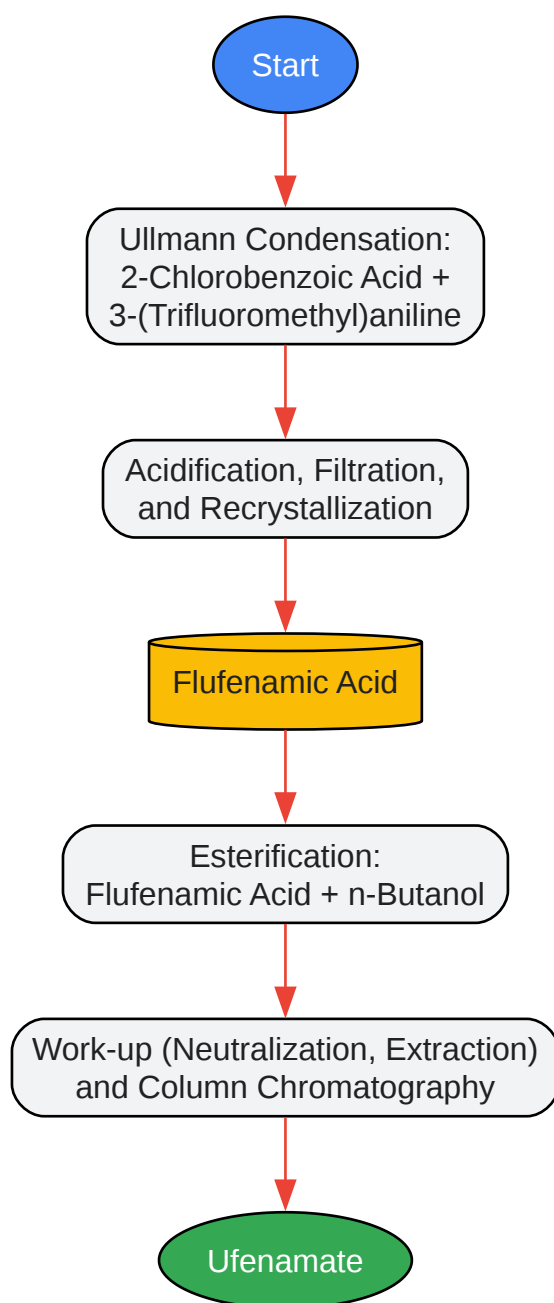 Start
Ullmann Condensation:
2-Chlorobenzoic Acid +
3-(Trifluoromethyl)aniline
Acidification, Filtration,
and Recrystallization
Flufenamic Acid
Esterification:
Flufenamic Acid + n-Butanol
Work-up (Neutralization, Extraction)
and Column Chromatography
Ufenamate